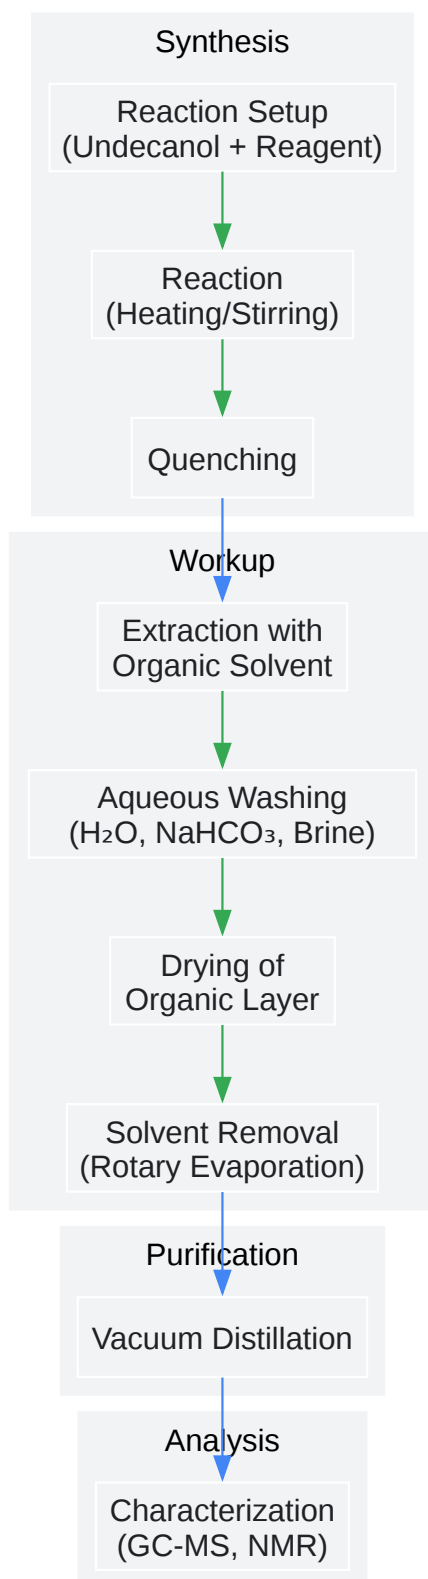 Synthesis
Reaction Setup
(Undecanol + Reagent)
Reaction
(Heating/Stirring)
Quenching
Workup
Extraction with
Organic Solvent
Aqueous Washing
(H₂O, NaHCO₃, Brine)
Drying of
Organic Layer
Solvent Removal
(Rotary Evaporation)
Purification
Vacuum Distillation
Analysis
Characterization
(GC-MS, NMR)